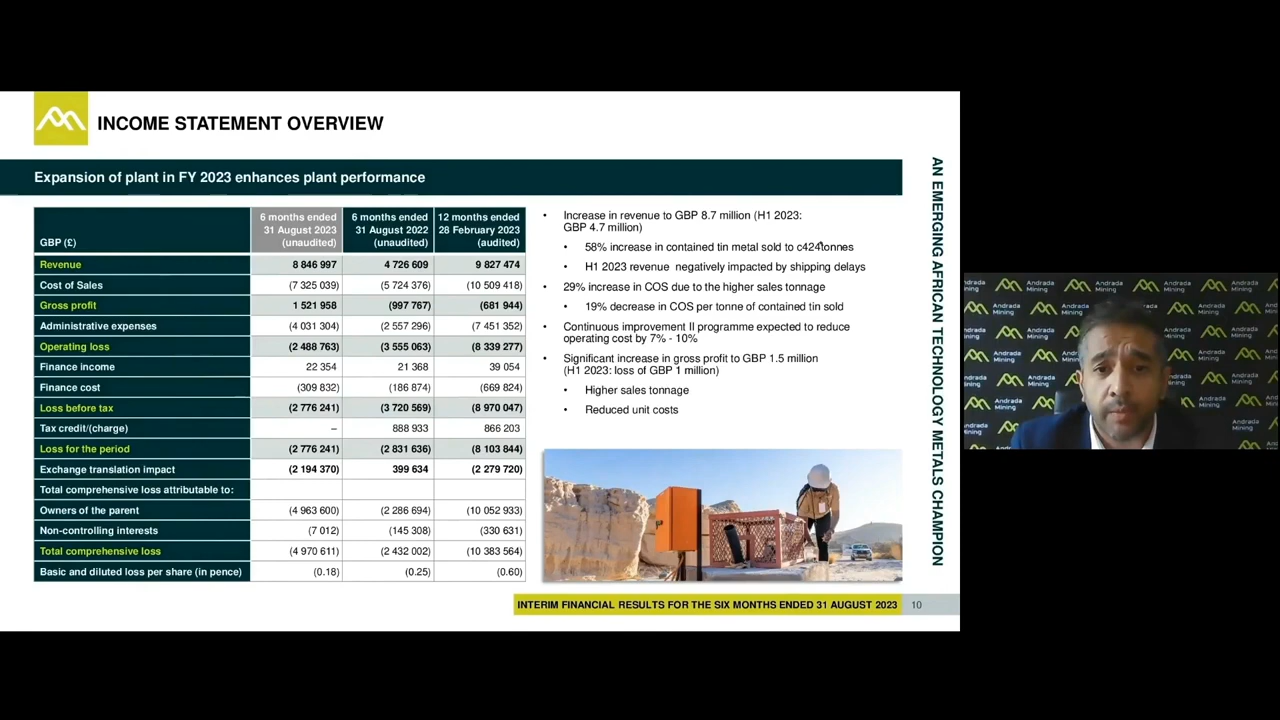 INCOME STATEMENT OVERVIEW
Expansion of plant in FY 2023 enhances plant performance
GBP (£) 6 months ended 31 August 2023 (unaudited) 6 months ended 31 August 2022 (unaudited) 12 months ended 28 February 2023 (audited)
Revenue 8 846 997 4 726 609 9 827 474
Cost of Sales (7 325 039) (5 724 376) (10 509 418)
Gross profit 1 521 958 (997 767) (681 944)
Administrative expenses (4 031 304) (2 557 296) (7 451 352)
Operating loss (2 488 763) (3 555 063) (8 339 277)
Finance income 22 354 21 368 39 054
Finance cost (309 832) (186 874) (669 824)
Loss before tax (2 776 241) (3 720 569) (8 970 047)
Tax credit/(charge) – 888 933 866 203
Loss for the period (2 776 241) (2 831 636) (8 103 844)
Exchange translation impact (2 194 370) 399 634 (2 279 720)
Total comprehensive loss attributable to:
Owners of the parent (4 963 600) (2 286 694) (10 052 933)
Non-controlling interests (7 012) (145 308) (330 631)
Total comprehensive loss (4 970 611) (2 432 002) (10 383 564)
Basic and diluted loss per share (in pence) (0.18) (0.25) (0.60)
• Increase in revenue to GBP 8.7 million (H1 2023:
GBP 4.7 million)
• 58% increase in contained tin metal sold to c424tonnes
• H1 2023 revenue negatively impacted by shipping delays
• 29% increase in COS due to the higher sales tonnage
• 19% decrease in COS per tonne of contained tin sold
• Continuous improvement II programme expected to reduce
operating cost by 7% - 10%
• Significant increase in gross profit to GBP 1.5 million
(H1 2023: loss of GBP 1 million)
• Higher sales tonnage
• Reduced unit costs
INTERIM FINANCIAL RESULTS FOR THE SIX MONTHS ENDED 31 AUGUST 2023 10
AN EMERGING AFRICAN TECHNOLOGY METALS CHAMPION
Andrada
Mining